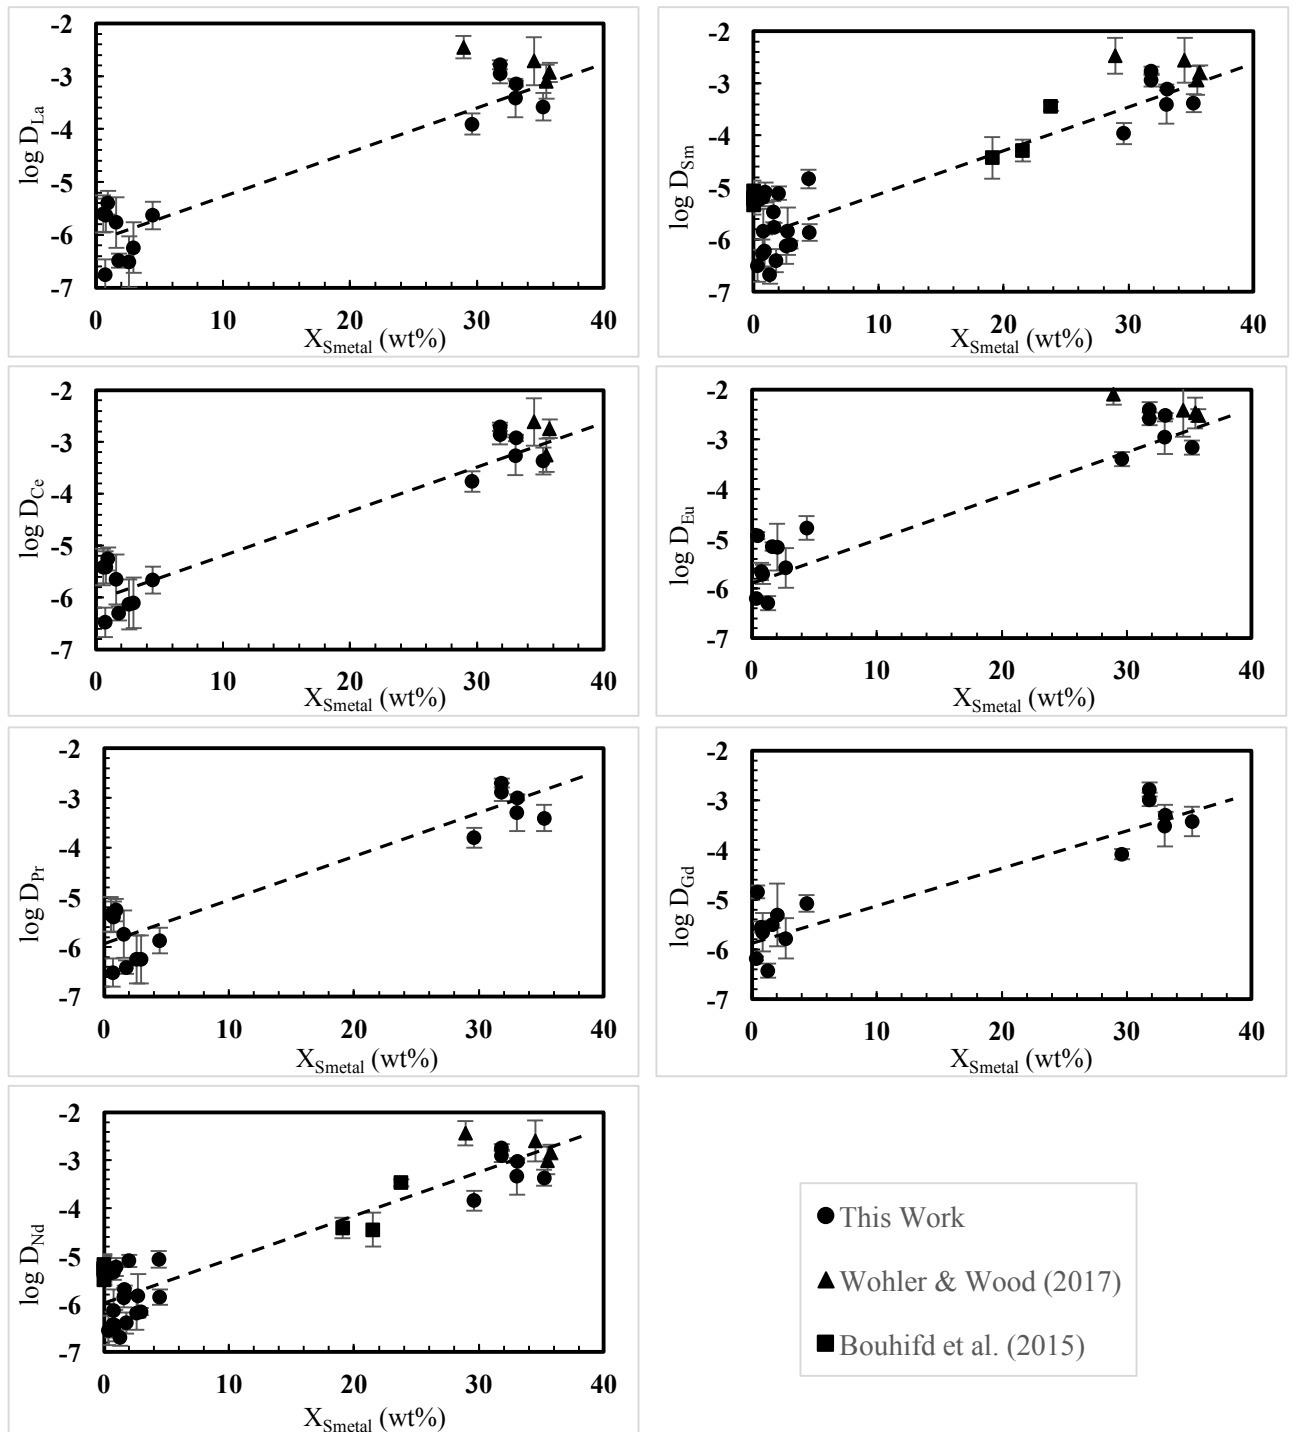 -2
-3
-4
-5
-6
-7
log D_La
0 10 20 30 40
X_Smetal (wt%)
-2
-3
-4
-5
-6
-7
log D_Sm
0 10 20 30 40
X_Smetal (wt%)
-2
-3
-4
-5
-6
-7
log D_Ce
0 10 20 30 40
X_Smetal (wt%)
-2
-3
-4
-5
-6
-7
log D_Eu
0 10 20 30 40
X_Smetal (wt%)
-2
-3
-4
-5
-6
-7
log D_Pr
0 10 20 30 40
X_Smetal (wt%)
-2
-3
-4
-5
-6
-7
log D_Gd
0 10 20 30 40
X_Smetal (wt%)
-2
-3
-4
-5
-6
-7
log D_Nd
0 10 20 30 40
X_Smetal (wt%)
This Work
Wohler & Wood (2017)
Bouhifd et al. (2015)